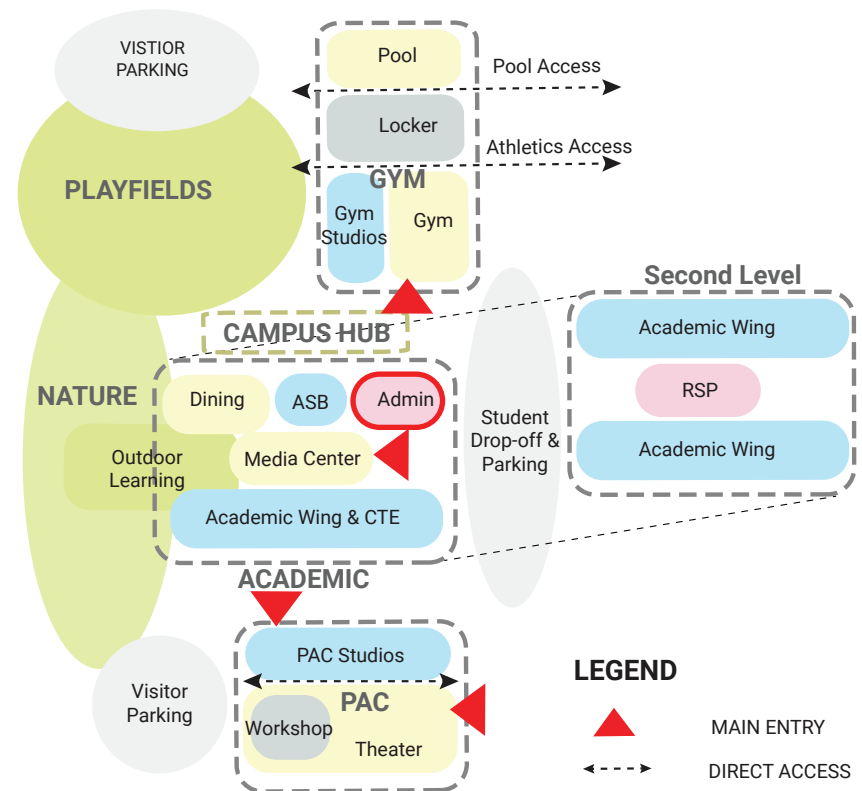 VISTIOR
PARKING
Pool
Pool Access
Locker
Athletics Access
GYM
PLAYFIELDS
Gym
Studios
Gym
Second Level
CAMPUS HUB
Academic Wing
NATURE
Dining
ASB
Admin
RSP
Student
Drop-off &
Parking
Outdoor
Learning
Media Center
Academic Wing
Academic Wing & CTE
ACADEMIC
PAC Studios
LEGEND
Visitor
Parking
PAC
Workshop
Theater
MAIN ENTRY
DIRECT ACCESS